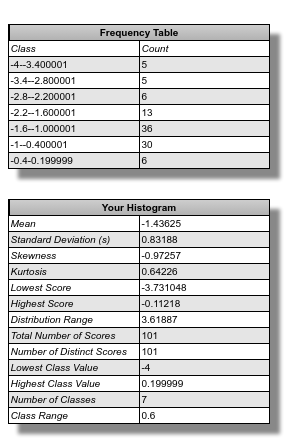 Frequency Table
Class Count
-4--3.400001 5
-3.4--2.800001 5
-2.8--2.200001 6
-2.2--1.600001 13
-1.6--1.000001 36
-1--0.400001 30
-0.4-0.199999 6
Your Histogram
Mean -1.43625
Standard Deviation (s) 0.83188
Skewness -0.97257
Kurtosis 0.64226
Lowest Score -3.731048
Highest Score -0.11218
Distribution Range 3.61887
Total Number of Scores 101
Number of Distinct Scores 101
Lowest Class Value -4
Highest Class Value 0.199999
Number of Classes 7
Class Range 0.6